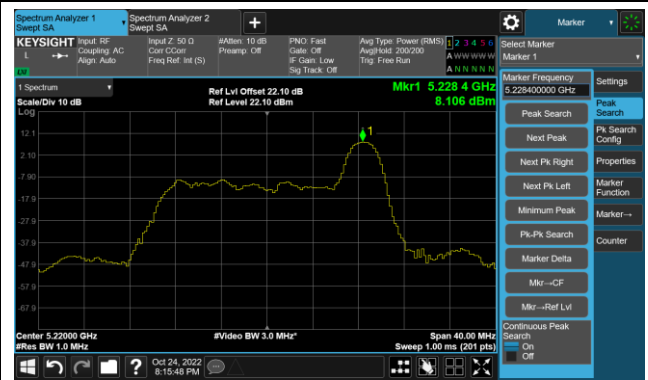 Spectrum Analyzer 1
Swept SA
Spectrum Analyzer 2
Swept SA
+
Marker
KEYSIGHT
L
Input: RF
Coupling: AC
Align: Auto
Input Z: 50 Ω
Corr CCorr
Freq Ref: Int (S)
#Atten: 10 dB
Preamp: Off
PNO: Fast
Gate: Off
IF Gain: Low
Sig Track: Off
Avg Type: Power (RMS)
Avg|Hold: 200/200
Trig: Free Run
1 2 3 4 5 6
A W W W W W
A N N N N N
Select Marker
Marker 1
1 Spectrum
Scale/Div 10 dB
Log
Ref Lvl Offset 22.10 dB
Ref Level 22.10 dBm
Mkr1 5.228 4 GHz
8.106 dBm
1
12.1
2.10
-7.90
-17.9
-27.9
-37.9
-47.9
-57.9
-67.9
Center 5.22000 GHz
#Res BW 1.0 MHz
#Video BW 3.0 MHz*
Span 40.00 MHz
Sweep 1.00 ms (201 pts)
Marker Frequency
5.228400000 GHz
Peak Search
Next Peak
Next Pk Right
Next Pk Left
Minimum Peak
Pk-Pk Search
Marker Delta
Mkr→CF
Mkr→Ref Lvl
Continuous Peak
Search
On
Off
Settings
Peak
Search
Pk Search
Config
Properties
Marker
Function
Marker→
Counter
?
Oct 24, 2022
8:15:48 PM